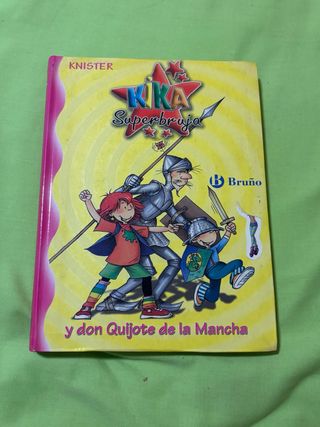 KNISTER
KIKA
Superbruja
B Bruño
y don Quijote de la Mancha